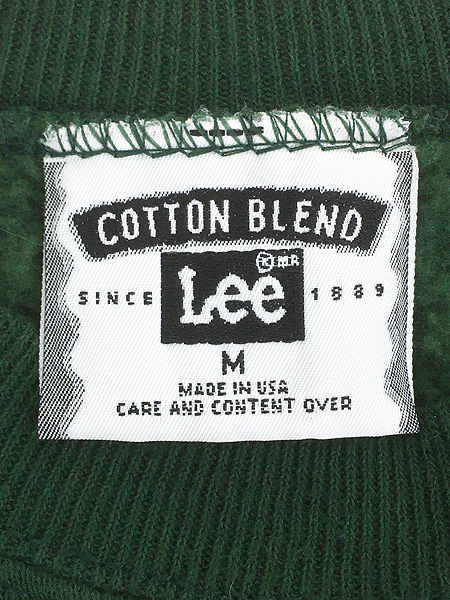 COTTON BLEND
® M.R.
Lee
SINCE 1889
M
MADE IN USA
CARE AND CONTENT OVER